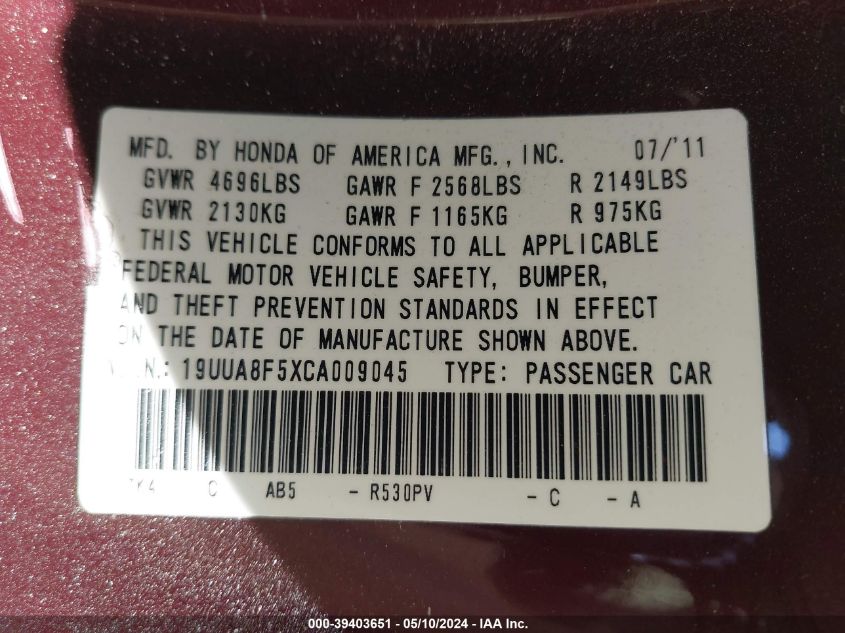 MFD. BY HONDA OF AMERICA MFG., INC. 07/'11
GVWR 4696LBS GAWR F 2568LBS R 2149LBS
GVWR 2130KG GAWR F 1165KG R 975KG
THIS VEHICLE CONFORMS TO ALL APPLICABLE
FEDERAL MOTOR VEHICLE SAFETY, BUMPER,
AND THEFT PREVENTION STANDARDS IN EFFECT
ON THE DATE OF MANUFACTURE SHOWN ABOVE.
V.I.N.: 19UUA8F5XCA009045 TYPE: PASSENGER CAR
TK4 C AB5 - R530PV - C - A
000-39403651 - 05/10/2024 - IAA Inc.